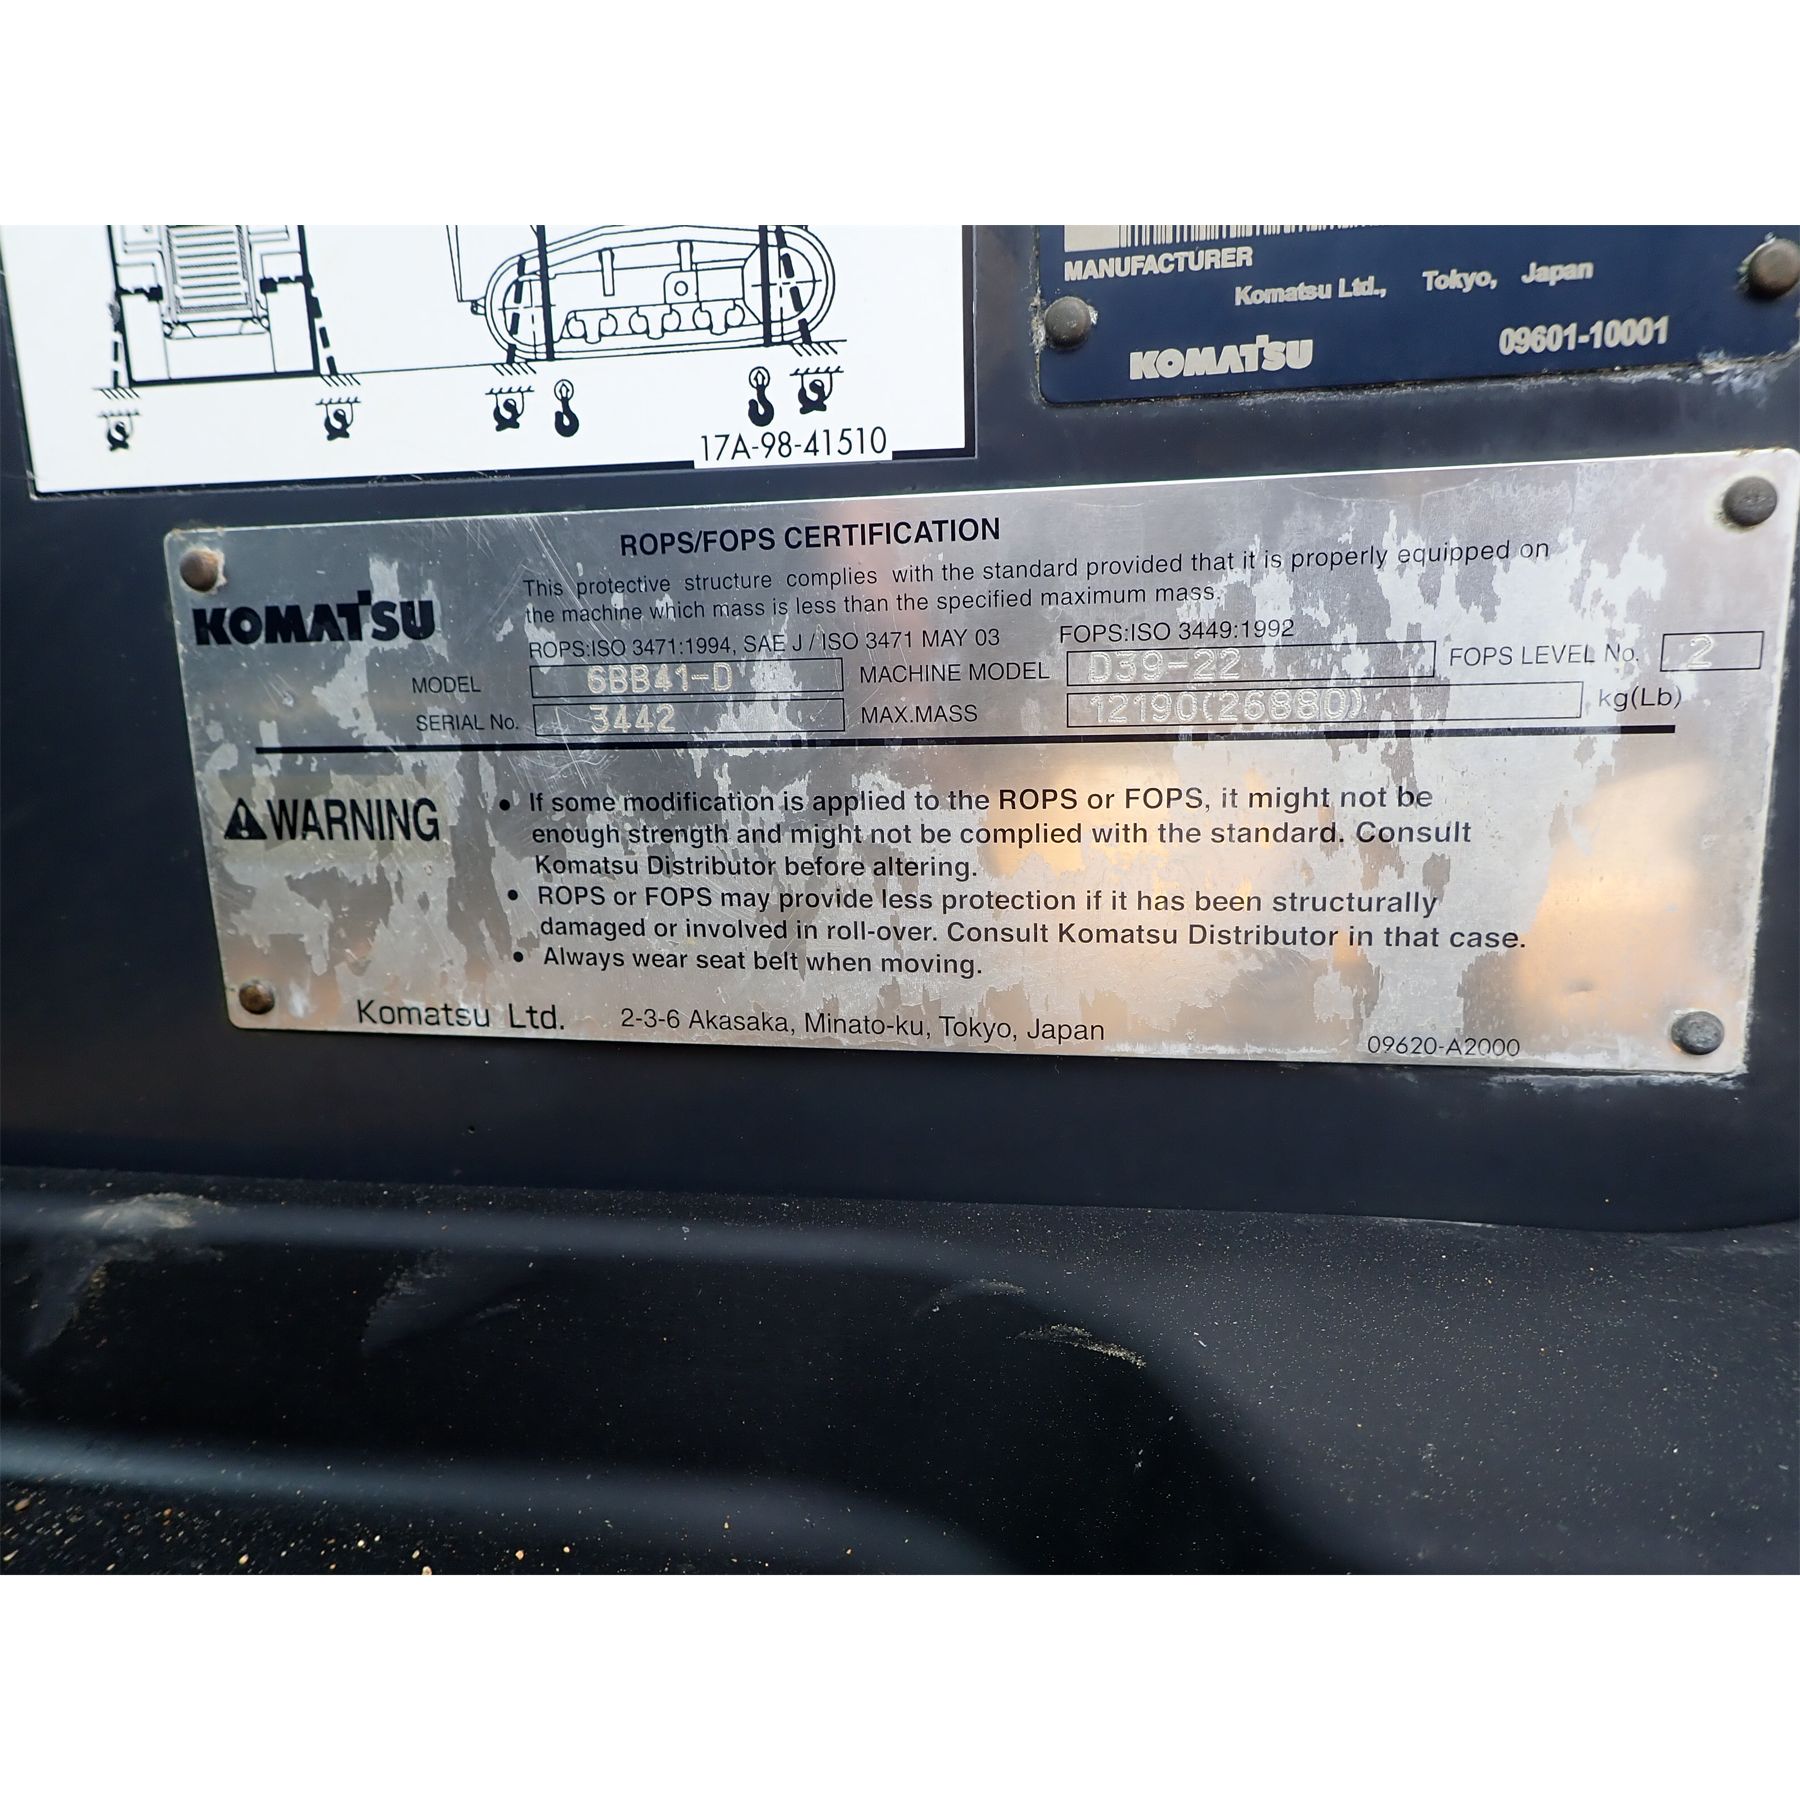 17A-98-41510
MANUFACTURER
Komatsu Ltd., Tokyo, Japan
KOMATSU
09601-10001
ROPS/FOPS CERTIFICATION
KOMATSU
This protective structure complies with the standard provided that it is properly equipped on
the machine which mass is less than the specified maximum mass.
ROPS:ISO 3471:1994, SAE J / ISO 3471 MAY 03 FOPS:ISO 3449:1992
MODEL 6BB41-D MACHINE MODEL D39-22 FOPS LEVEL No. 2
SERIAL No. 3442 MAX.MASS 12190(26880) kg(Lb)
WARNING
• If some modification is applied to the ROPS or FOPS, it might not be
enough strength and might not be complied with the standard. Consult
Komatsu Distributor before altering.
• ROPS or FOPS may provide less protection if it has been structurally
damaged or involved in roll-over. Consult Komatsu Distributor in that case.
• Always wear seat belt when moving.
Komatsu Ltd. 2-3-6 Akasaka, Minato-ku, Tokyo, Japan
09620-A2000